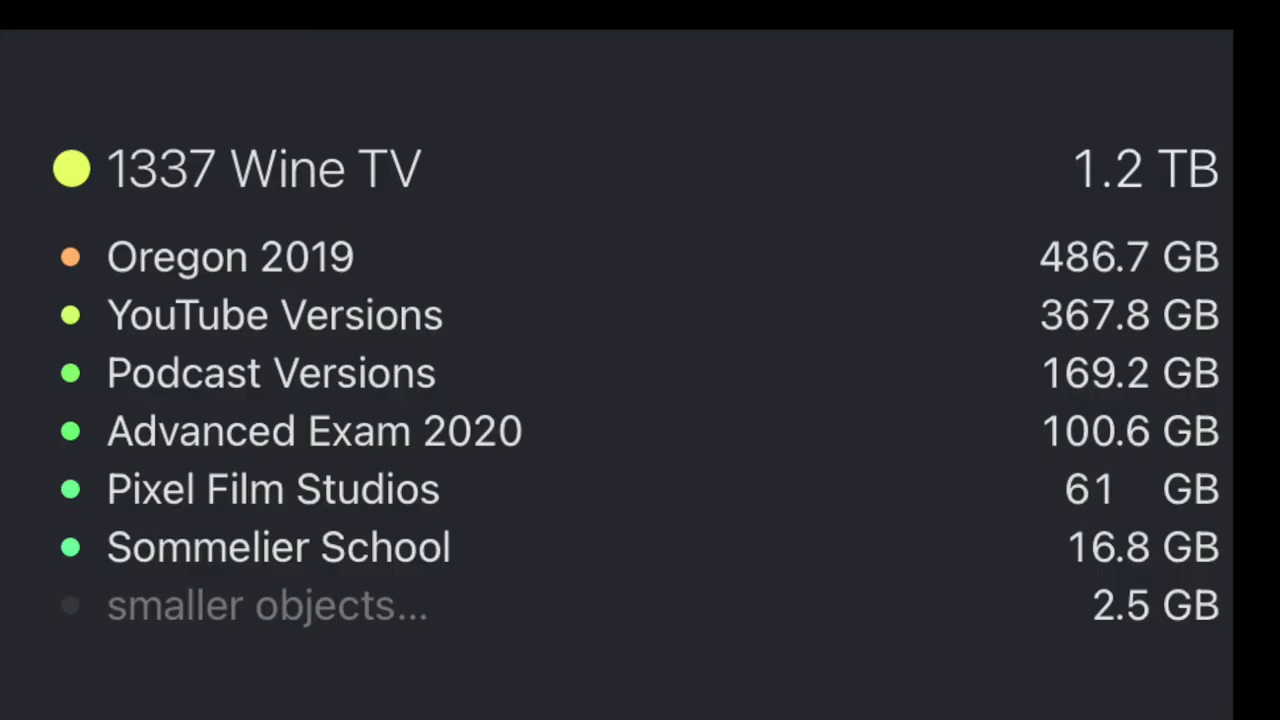 1337 Wine TV 1.2 TB
Oregon 2019 486.7 GB
YouTube Versions 367.8 GB
Podcast Versions 169.2 GB
Advanced Exam 2020 100.6 GB
Pixel Film Studios 61 GB
Sommelier School 16.8 GB
smaller objects... 2.5 GB